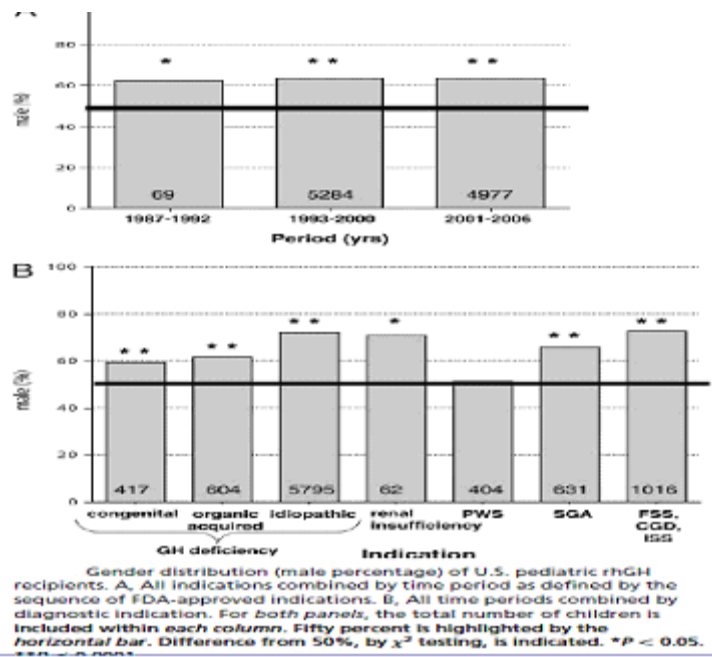 A
80
* ** **
60
male (%)
40
20
69 5284 4977
0
1987-1992 1993-2000 2001-2006
Period (yrs)
B
100
80
** ** ** * ** **
60
male (%)
40
20
417 604 5795 62 404 631 1016
0
congenital organic acquired idiopathic renal insufficiency PWS SGA FSS, CGD, ISS
GH deficiency
Indication
Gender distribution (male percentage) of U.S. pediatric rhGH
recipients. A, All indications combined by time period as defined by the
sequence of FDA-approved indications. B, All time periods combined by
diagnostic indication. For both panels, the total number of children is
included within each column. Fifty percent is highlighted by the
horizontal bar. Difference from 50%, by χ² testing, is indicated. *P < 0.05.